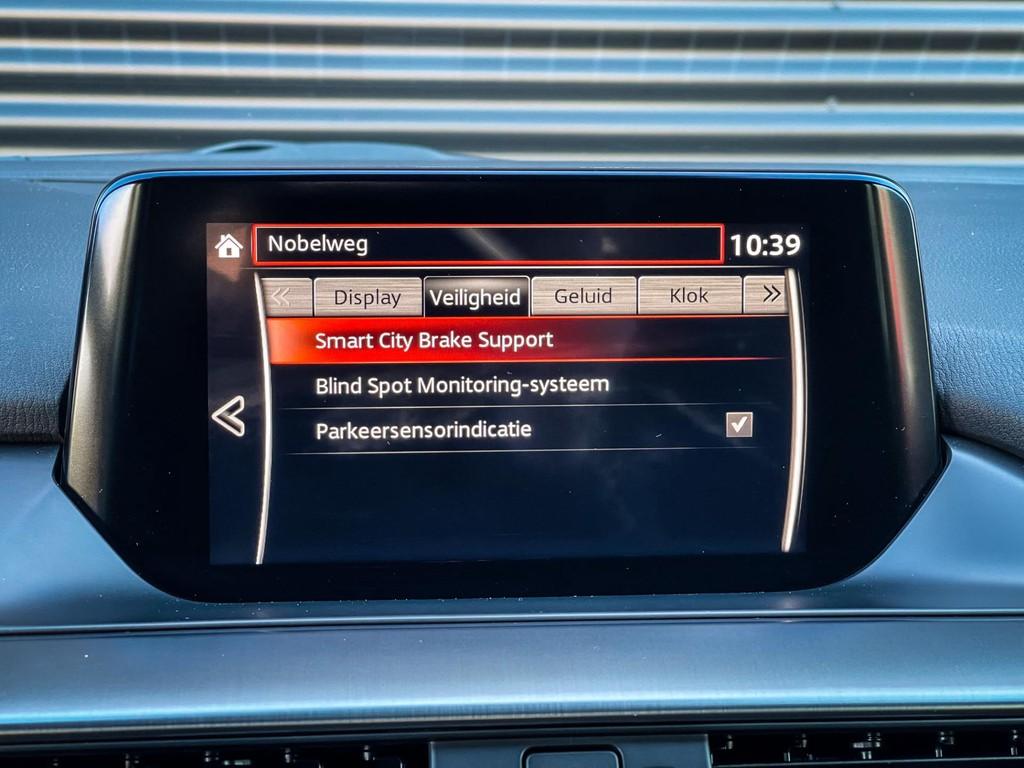 Nobelweg 10:39
Display Veiligheid Geluid Klok
Smart City Brake Support
Blind Spot Monitoring-systeem
Parkeersensorindicatie